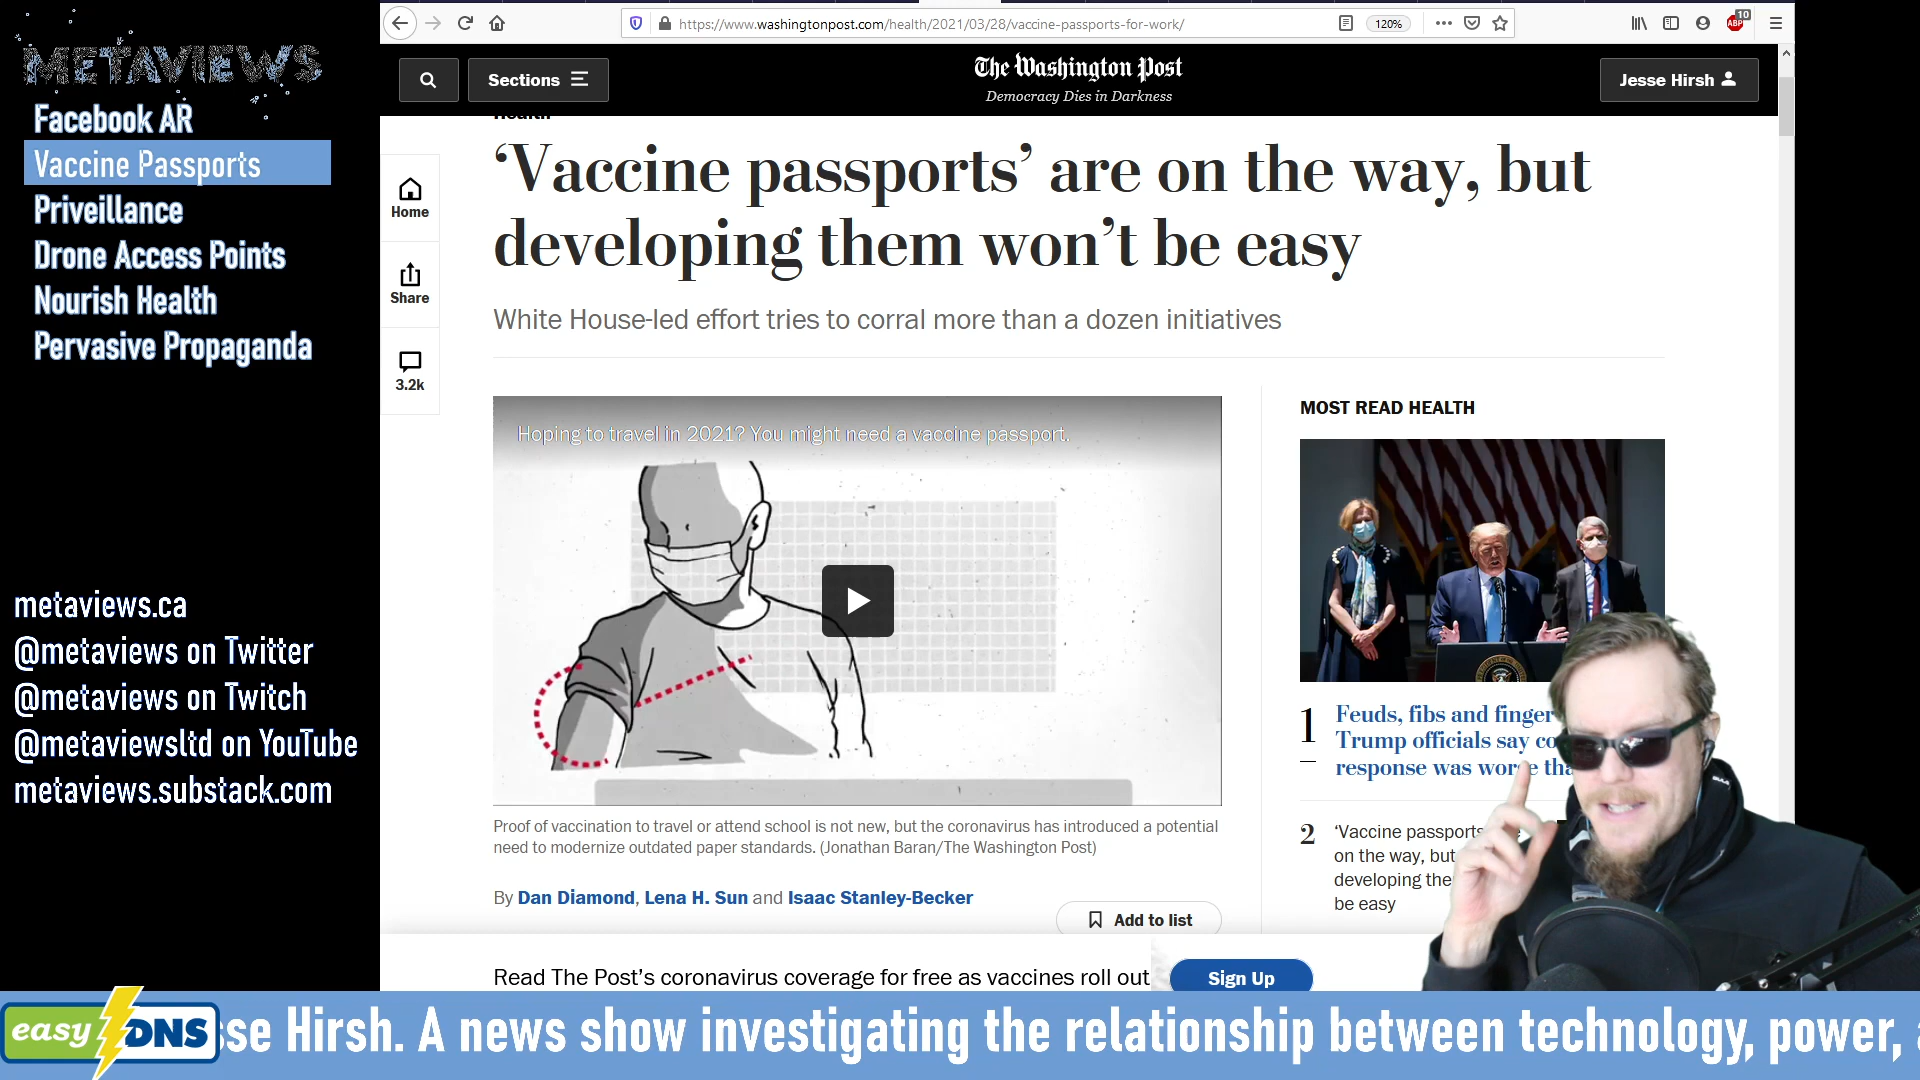 METAVIEWS
Facebook AR
Vaccine Passports
Priveillance
Drone Access Points
Nourish Health
Pervasive Propaganda
metaviews.ca
@metaviews on Twitter
@metaviews on Twitch
@metaviewsltd on YouTube
metaviews.substack.com
https://www.washingtonpost.com/health/2021/03/28/vaccine-passports-for-work/
120%
ABP
10
Sections
The Washington Post
Democracy Dies in Darkness
Jesse Hirsh
Health
Home
Share
3.2k
‘Vaccine passports’ are on the way, but
developing them won’t be easy
White House-led effort tries to corral more than a dozen initiatives
Hoping to travel in 2021? You might need a vaccine passport.
Proof of vaccination to travel or attend school is not new, but the coronavirus has introduced a potential
need to modernize outdated paper standards. (Jonathan Baran/The Washington Post)
By Dan Diamond, Lena H. Sun and Isaac Stanley-Becker
Add to list
MOST READ HEALTH
1
Feuds, fibs and finger
Trump officials say co
response was worse tha
2
‘Vaccine passports
on the way, but
developing the
be easy
Read The Post’s coronavirus coverage for free as vaccines roll out
Sign Up
easyDNS
sse Hirsh. A news show investigating the relationship between technology, power,